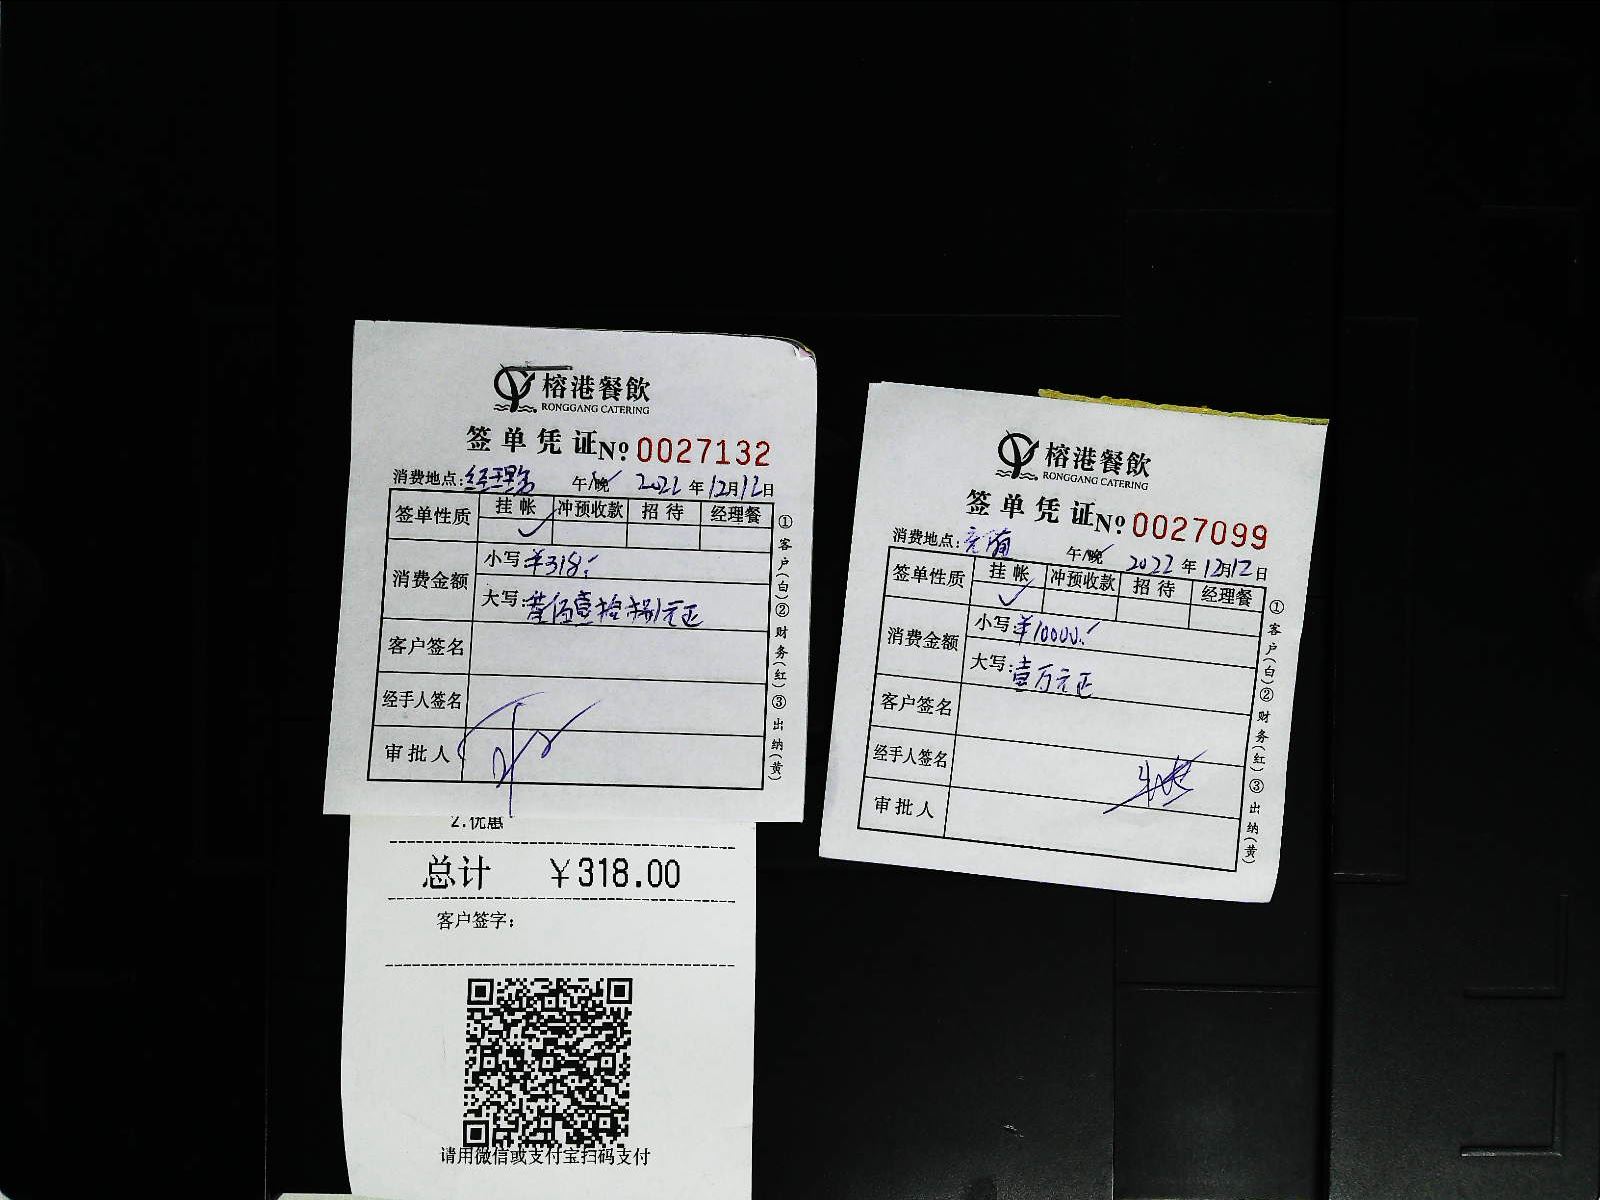 榕港餐飲
RONGGANG CATERING
签单凭证№ 0027132
消费地点: 午/晚 2022 年 12月12日
签单性质 挂帐 冲预收款 招待 经理餐
消费金额 小写 ¥318.-
大写: 叁佰壹拾捌元正
客户签名
经手人签名
审批人
①客户(白)②财务(红)③出纳(黄)
2.优惠
总计 ¥318.00
客户签字:
请用微信或支付宝扫码支付
榕港餐飲
RONGGANG CATERING
签单凭证№ 0027099
消费地点: 午/晚 2022 年 12月12日
签单性质 挂帐 冲预收款 招待 经理餐
消费金额 小写 ¥10000.-
大写: 壹万元正
客户签名
经手人签名
审批人
①客户(白)②财务(红)③出纳(黄)